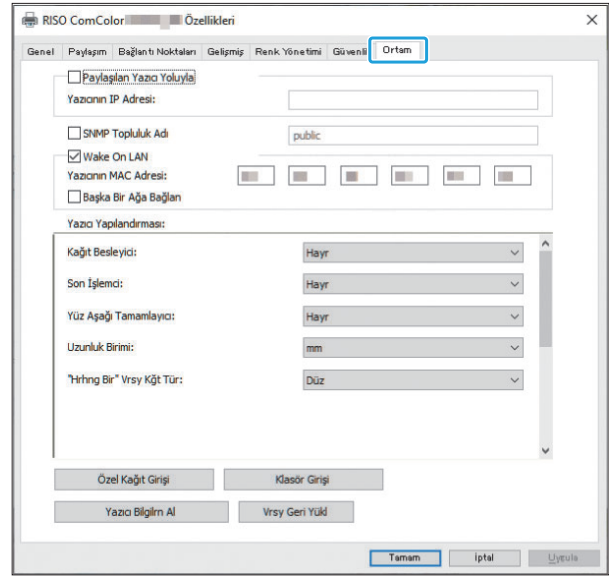 RISO ComColor Özellikleri
Genel Paylaşım Bağlantı Noktaları Gelişmiş Renk Yönetimi Güvenli Ortam
Paylaşılan Yazıcı Yoluyla
Yazıcının IP Adresi:
SNMP Topluluk Adı public
Wake On LAN
Yazıcının MAC Adresi:
Başka Bir Ağa Bağlan
Yazıcı Yapılandırması:
Kağıt Besleyici: Hayr
Son İşlemci: Hayr
Yüz Aşağı Tamamlayıcı: Hayr
Uzunluk Birimi: mm
"Hrhng Bir" Vrsy Kğt Tür: Düz
Özel Kağıt Girişi Klasör Girişi
Yazıcı Bilgilrn Al Vrsy Geri Yükl
Tamam İptal Uygula